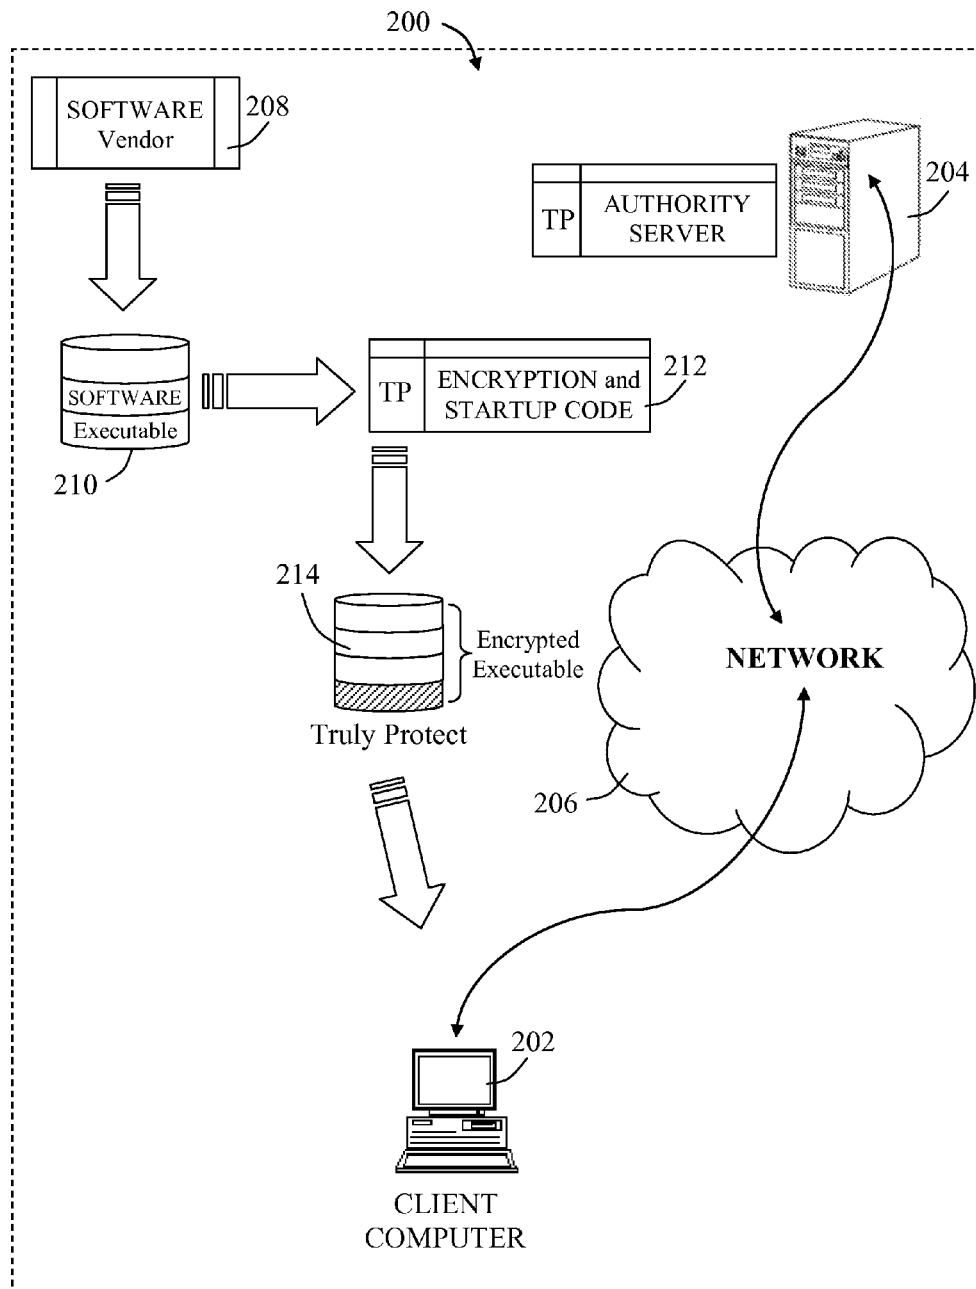 200
SOFTWARE
Vendor
208
TP
AUTHORITY
SERVER
204
SOFTWARE
Executable
210
TP
ENCRYPTION and
STARTUP CODE
212
214
Encrypted
Executable
Truly Protect
NETWORK
206
202
CLIENT
COMPUTER